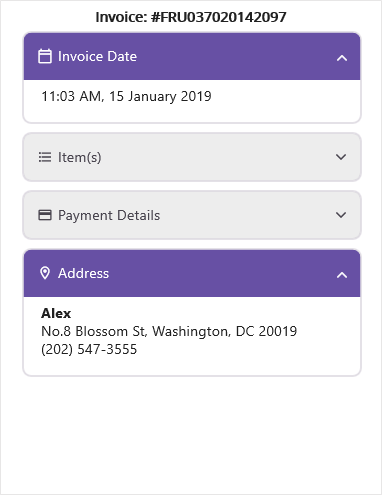 Invoice: #FRU037020142097
Invoice Date
11:03 AM, 15 January 2019
Item(s)
Payment Details
Address
Alex
No.8 Blossom St, Washington, DC 20019
(202) 547-3555